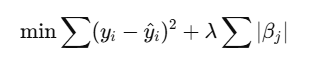 min ∑(yᵢ − ŷᵢ)² + λ ∑|βⱼ|